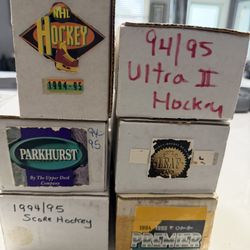 NHL
HOCKEY
1994-95
94/95
Ultra II
Hockey
PARKHURST
By The Upper Deck
Company
94-
95
LEAF
1994/95
Score Hockey
PREMIER